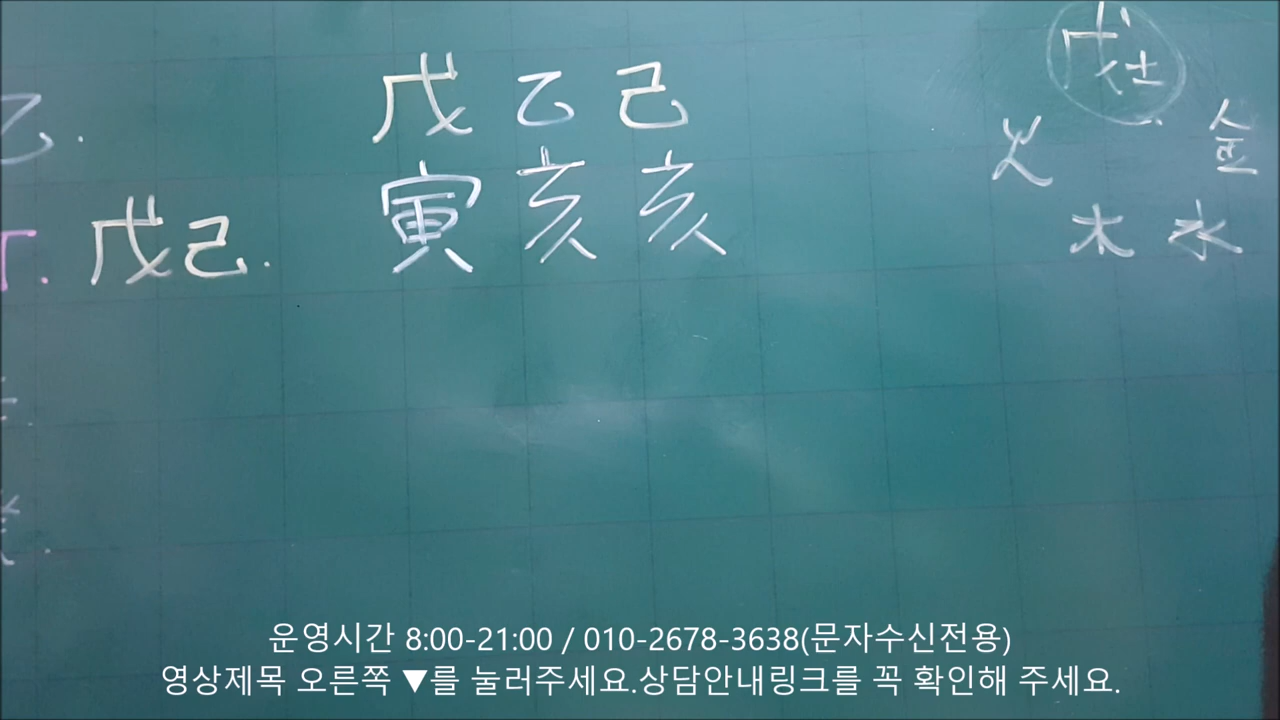 戊 乙 己
寅 亥 亥
乙.
戊己.
戊土
火 金
木 水
운영시간 8:00-21:00 / 010-2678-3638(문자수신전용)
영상제목 오른쪽 ▼를 눌러주세요.상담안내링크를 꼭 확인해 주세요.